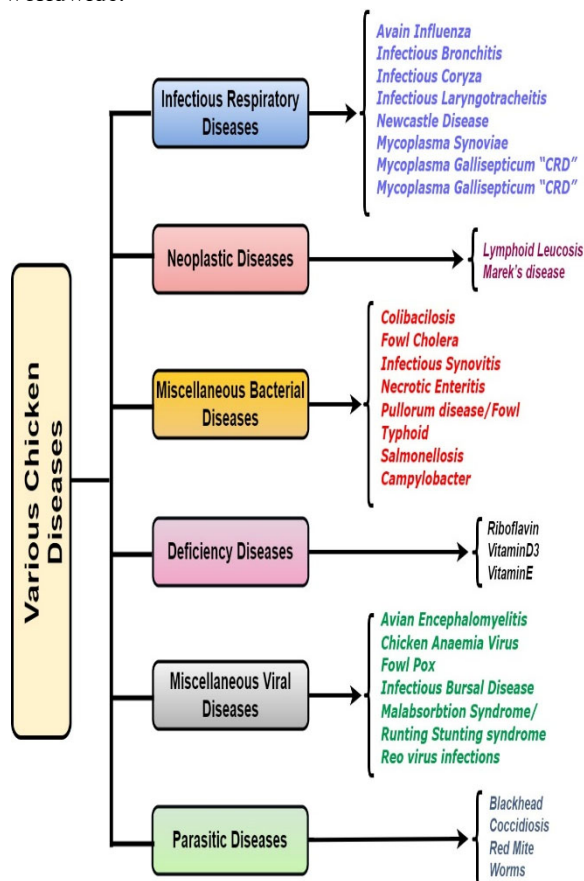 Various Chicken
Diseases
Infectious Respiratory
Diseases
Avain Influenza
Infectious Bronchitis
Infectious Coryza
Infectious Laryngotracheitis
Newcastle Disease
Mycoplasma Synoviae
Mycoplasma Gallisepticum “CRD”
Mycoplasma Gallisepticum “CRD”
Neoplastic Diseases
Lymphoid Leucosis
Marek's disease
Miscellaneous Bacterial
Diseases
Colibacilosis
Fowl Cholera
Infectious Synovitis
Necrotic Enteritis
Pullorum disease/Fowl
Typhoid
Salmonellosis
Campylobacter
Deficiency Diseases
Riboflavin
VitaminD3
VitaminE
Miscellaneous Viral
Diseases
Avian Encephalomyelitis
Chicken Anaemia Virus
Fowl Pox
Infectious Bursal Disease
Malabsorbtion Syndrome/
Runting Stunting syndrome
Reo virus infections
Parasitic Diseases
Blackhead
Coccidiosis
Red Mite
Worms